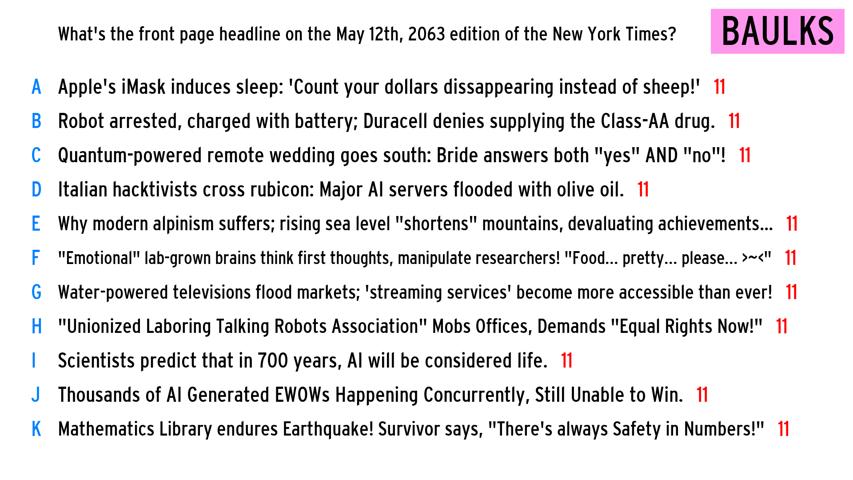 What's the front page headline on the May 12th, 2063 edition of the New York Times?
BAULKS
A Apple's iMask induces sleep: 'Count your dollars dissappearing instead of sheep!' 11
B Robot arrested, charged with battery; Duracell denies supplying the Class-AA drug. 11
C Quantum-powered remote wedding goes south: Bride answers both "yes" AND "no"! 11
D Italian hacktivists cross rubicon: Major AI servers flooded with olive oil. 11
E Why modern alpinism suffers; rising sea level "shortens" mountains, devaluating achievements... 11
F "Emotional" lab-grown brains think first thoughts, manipulate researchers! "Food... pretty... please... >~<" 11
G Water-powered televisions flood markets; 'streaming services' become more accessible than ever! 11
H "Unionized Laboring Talking Robots Association" Mobs Offices, Demands "Equal Rights Now!" 11
I Scientists predict that in 700 years, AI will be considered life. 11
J Thousands of AI Generated EWOWs Happening Concurrently, Still Unable to Win. 11
K Mathematics Library endures Earthquake! Survivor says, "There's always Safety in Numbers!" 11